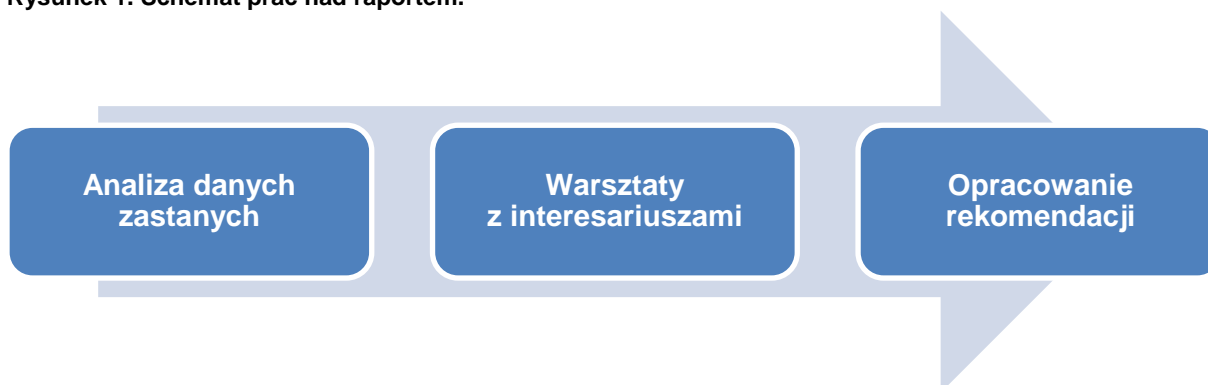 Rysunek 1. Schemat prac nad raportem.
Analiza danych
zastanych
Warsztaty
z interesariuszami
Opracowanie
rekomendacji